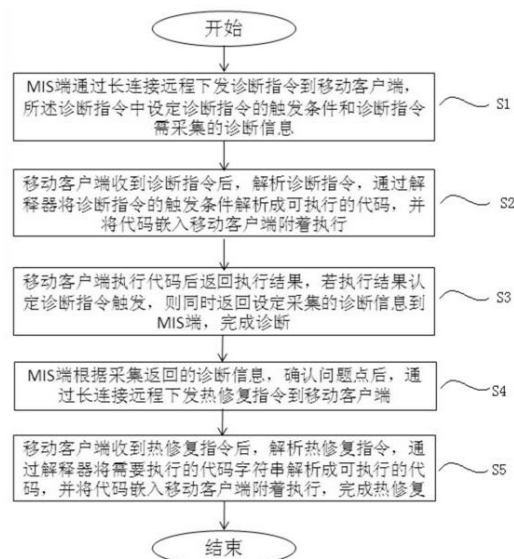 开始
MIS端通过长连接远程下发诊断指令到移动客户端，
所述诊断指令中设定诊断指令的触发条件和诊断指令
需采集的诊断信息
S1
移动客户端收到诊断指令后，解析诊断指令，通过解
释器将诊断指令的触发条件解析成可执行的代码，并
将代码嵌入移动客户端附着执行
S2
移动客户端执行代码后返回执行结果，若执行结果认
定诊断指令触发，则同时返回设定采集的诊断信息到
MIS端，完成诊断
S3
MIS端根据采集返回的诊断信息，确认问题点后，通
过长连接远程下发热修复指令到移动客户端
S4
移动客户端收到热修复指令后，解析热修复指令，通
过解释器将需要执行的代码字符串解析成可执行的代
码，并将代码嵌入移动客户端附着执行，完成热修复
S5
结束